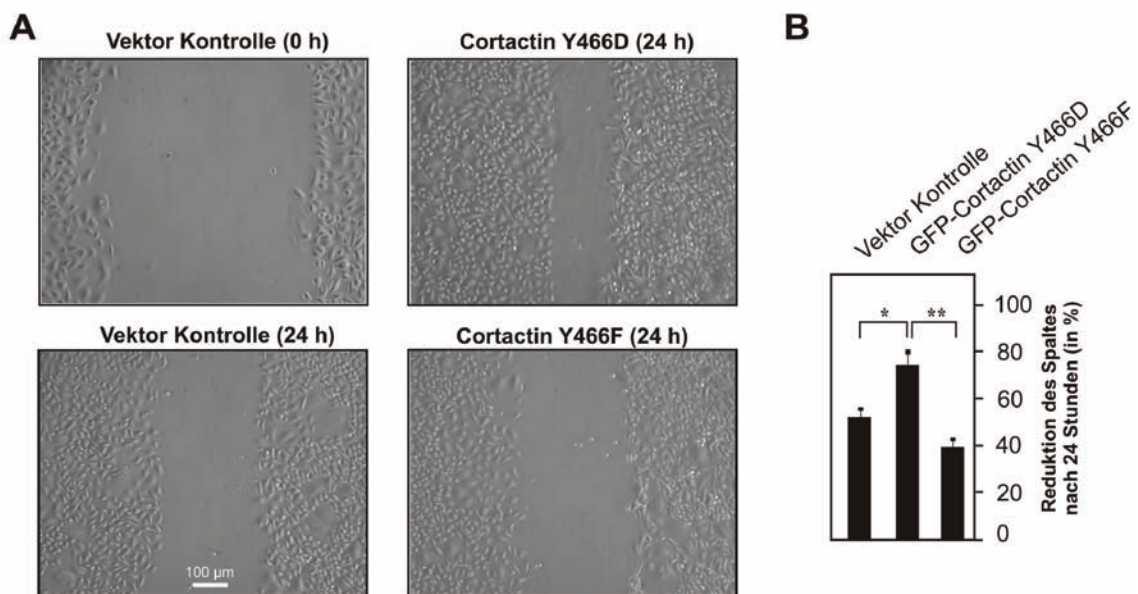 A
Vektor Kontrolle (0 h)
Cortactin Y466D (24 h)
Vektor Kontrolle (24 h)
Cortactin Y466F (24 h)
100 µm
B
Vektor Kontrolle
GFP-Cortactin Y466D
GFP-Cortactin Y466F
*
**
100
80
60
40
20
0
Reduktion des Spaltes
nach 24 Stunden (in %)